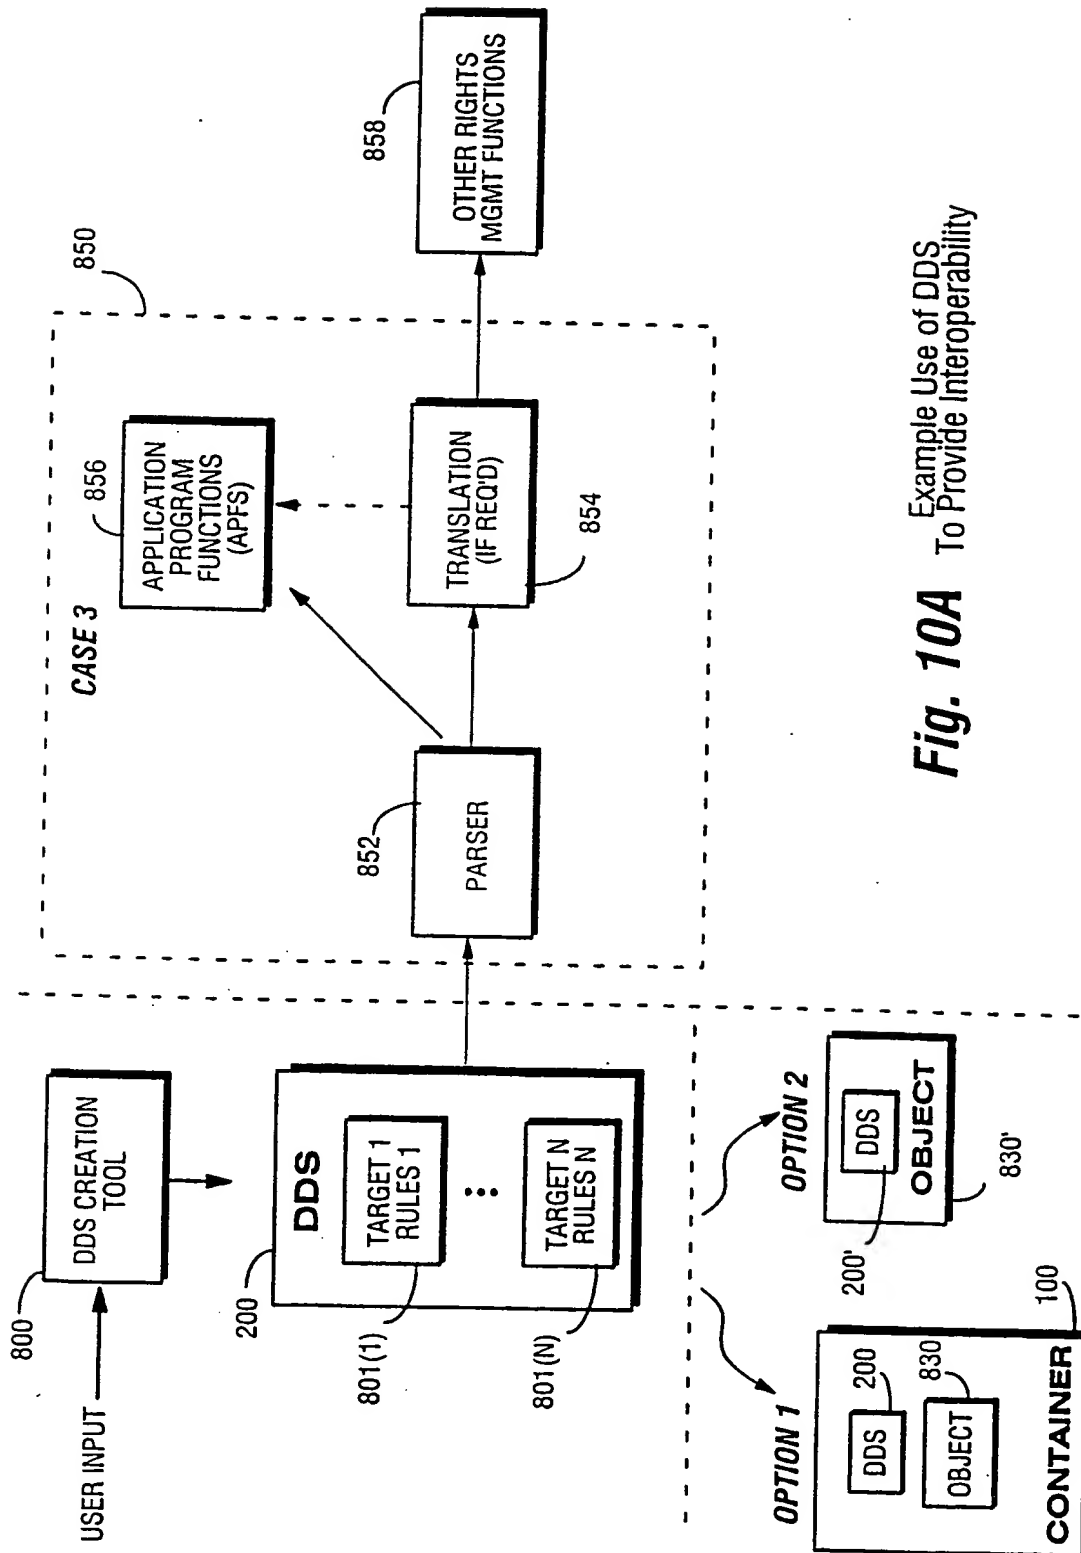 USER INPUT
800
DDS CREATION
TOOL
200
DDS
TARGET 1
RULES 1
TARGET N
RULES N
801(1)
801(N)
850
CASE 3
852
PARSER
856
APPLICATION
PROGRAM
FUNCTIONS
(APFS)
TRANSLATION
(IF REQ'D)
854
858
OTHER RIGHTS
MGMT FUNCTIONS
OPTION 1
DDS
200
OBJECT
830
CONTAINER
100
OPTION 2
DDS
OBJECT
200'
830'
Fig. 10A
Example Use of DDS
To Provide Interoperability